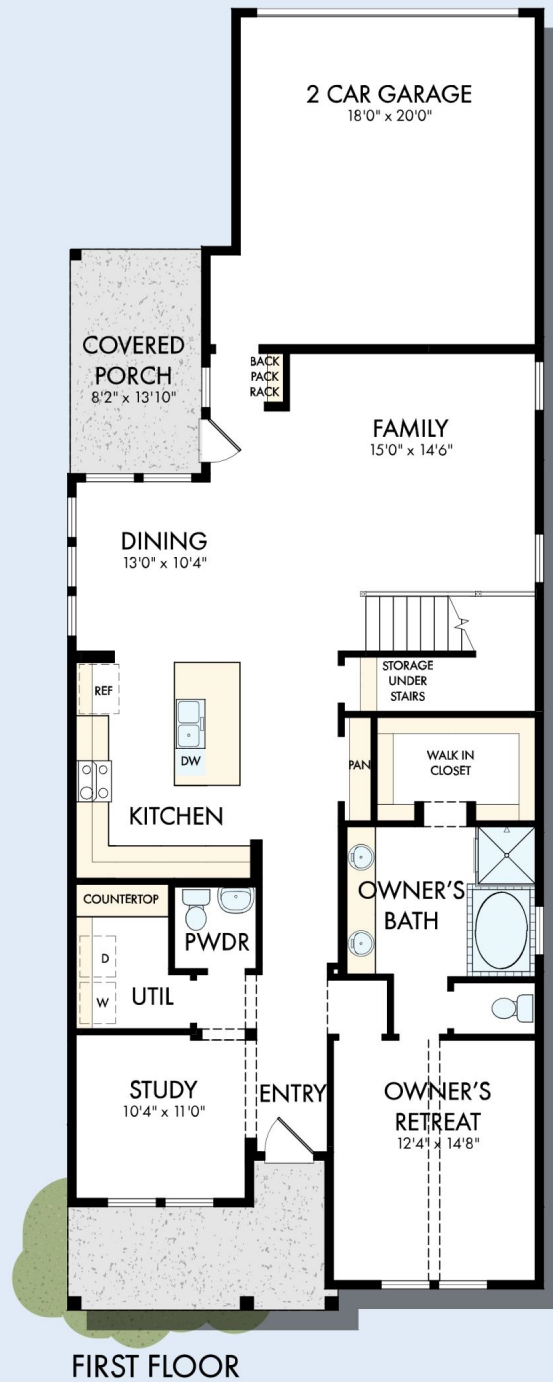 2 CAR GARAGE
18'0" x 20'0"
COVERED
PORCH
8'2" x 13'10"
BACK
PACK
RACK
FAMILY
15'0" x 14'6"
DINING
13'0" x 10'4"
REF
STORAGE
UNDER
STAIRS
DW
PAN
WALK IN
CLOSET
KITCHEN
COUNTERTOP
OWNER'S
BATH
PWDR
D
W
UTIL
STUDY
10'4" x 11'0"
ENTRY
OWNER'S
RETREAT
12'4" x 14'8"
FIRST FLOOR